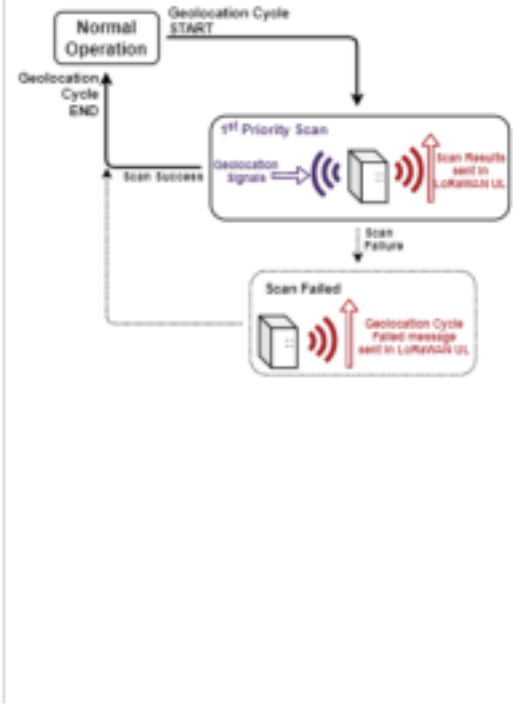 Normal
Operation
Geolocation Cycle
START
Geolocation
Cycle
END
1st Priority Scan
Scan Success
Geolocation
Signals
Scan Results
sent in
LoRaWAN UL
Scan
Failure
Scan Failed
Geolocation Cycle
Failed message
sent in LoRaWAN UL